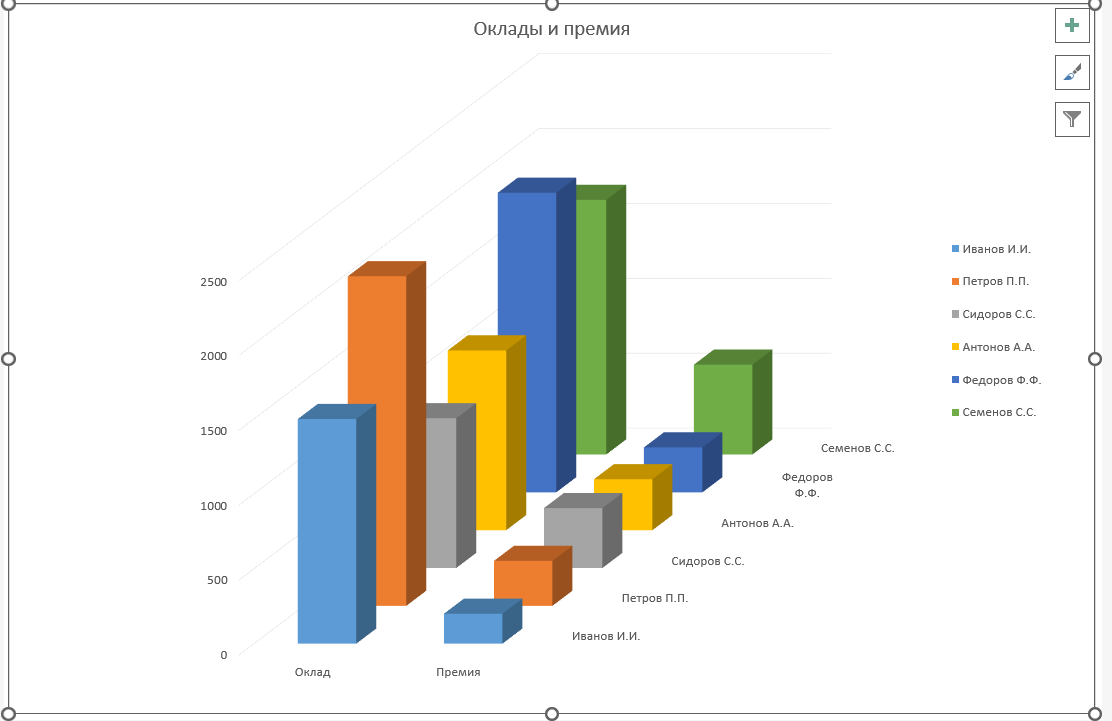 Оклады и премия
2500
2000
1500
1000
500
0
Оклад
Премия
Иванов И.И.
Петров П.П.
Сидоров С.С.
Антонов А.А.
Федоров
Ф.Ф.
Семенов С.С.
Иванов И.И.
Петров П.П.
Сидоров С.С.
Антонов А.А.
Федоров Ф.Ф.
Семенов С.С.